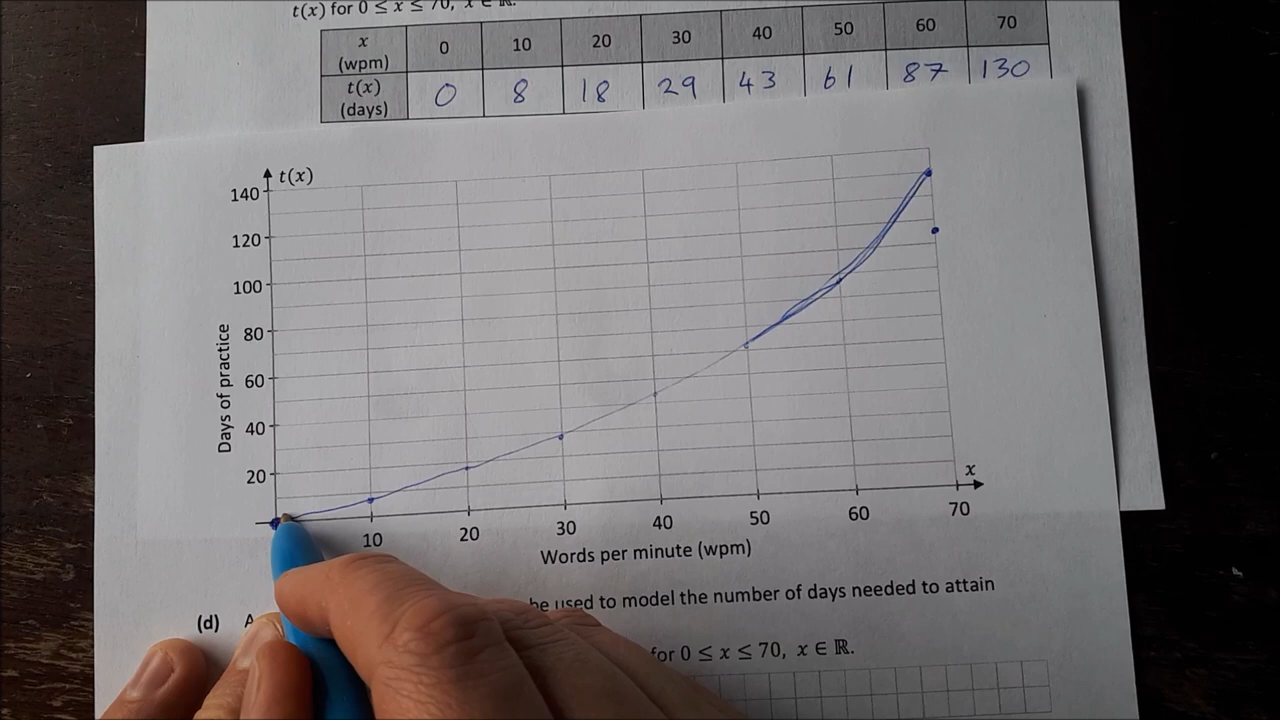 t(x) for 0 ≤ x ≤ 70, x ∈ ℝ.
x (wpm) 0 10 20 30 40 50 60 70
t(x) (days) 0 8 18 29 43 61 87 130
t(x)
140
120
100
80
60
40
20
Days of practice
x
10 20 30 40 50 60 70
Words per minute (wpm)
(d) be used to model the number of days needed to attain
for 0 ≤ x ≤ 70, x ∈ ℝ.